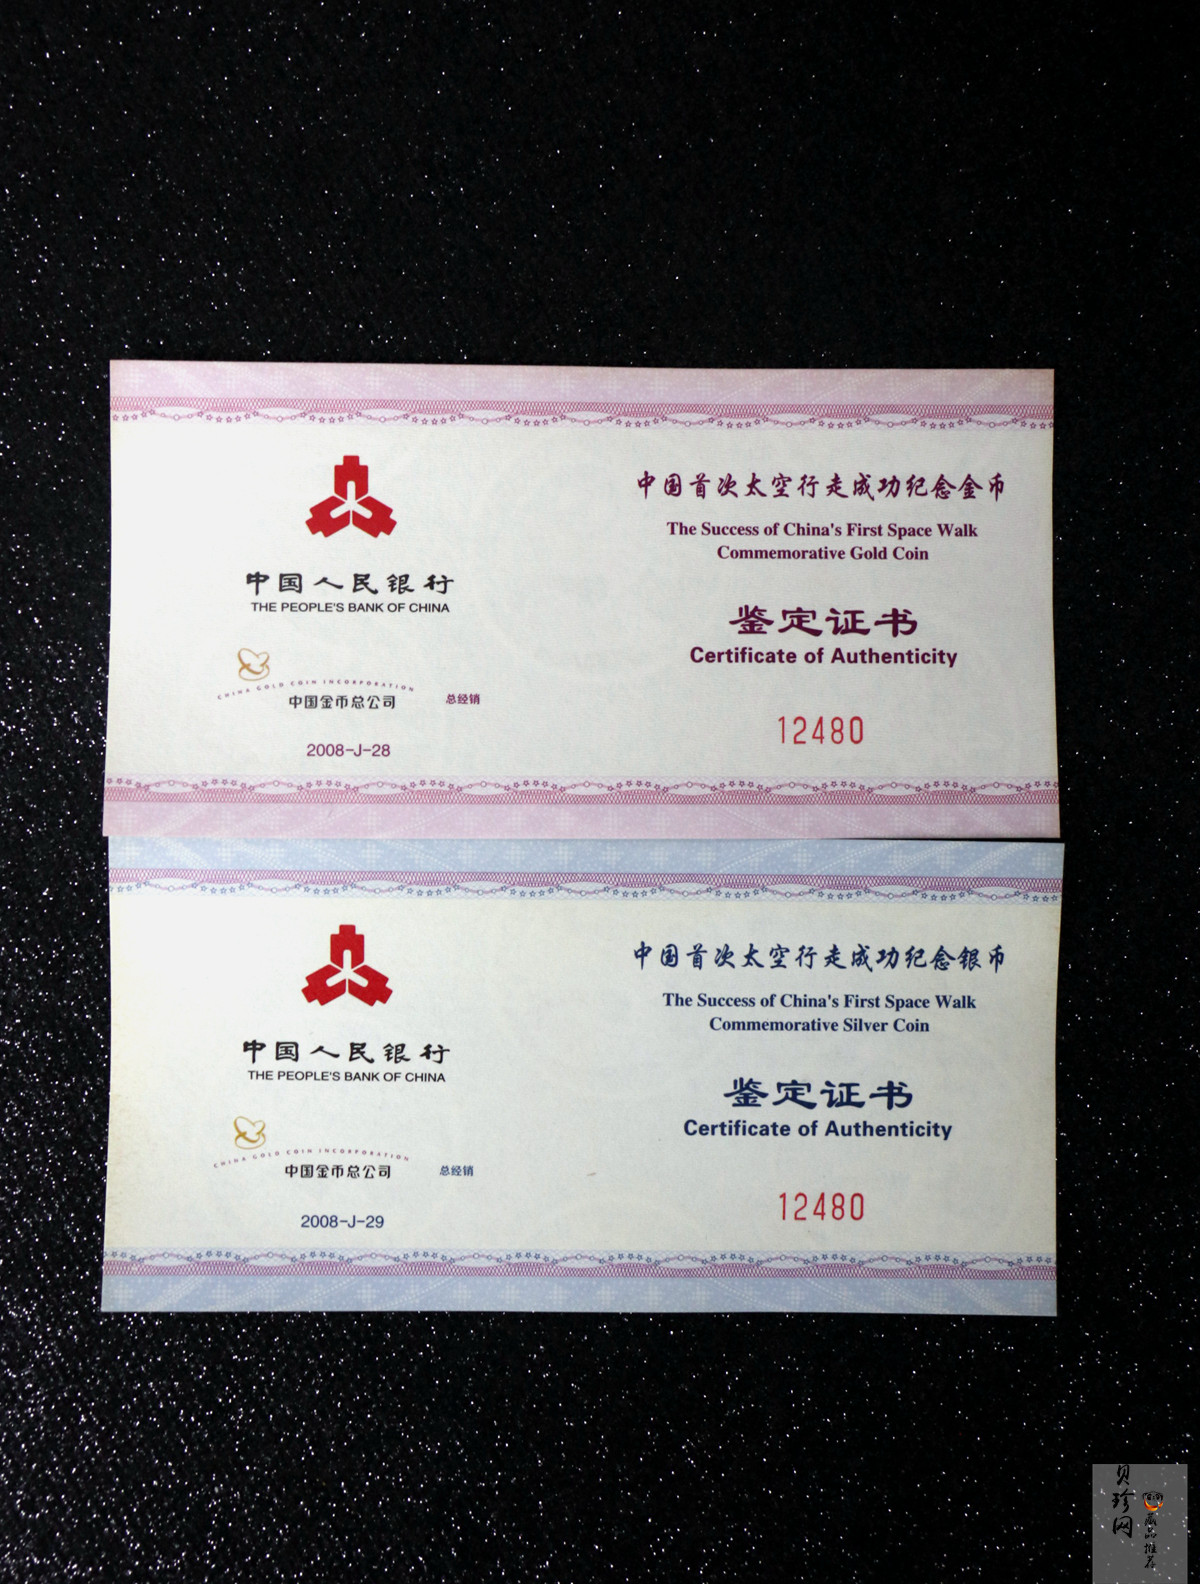 中国人民银行
THE PEOPLE'S BANK OF CHINA
CHINA GOLD COIN INCORPORATION
中国金币总公司 总经销
2008-J-28
中国首次太空行走成功纪念金币
The Success of China's First Space Walk
Commemorative Gold Coin
鉴定证书
Certificate of Authenticity
12480
中国人民银行
THE PEOPLE'S BANK OF CHINA
CHINA GOLD COIN INCORPORATION
中国金币总公司 总经销
2008-J-29
中国首次太空行走成功纪念银币
The Success of China's First Space Walk
Commemorative Silver Coin
鉴定证书
Certificate of Authenticity
12480
贝珍网
藏品推荐